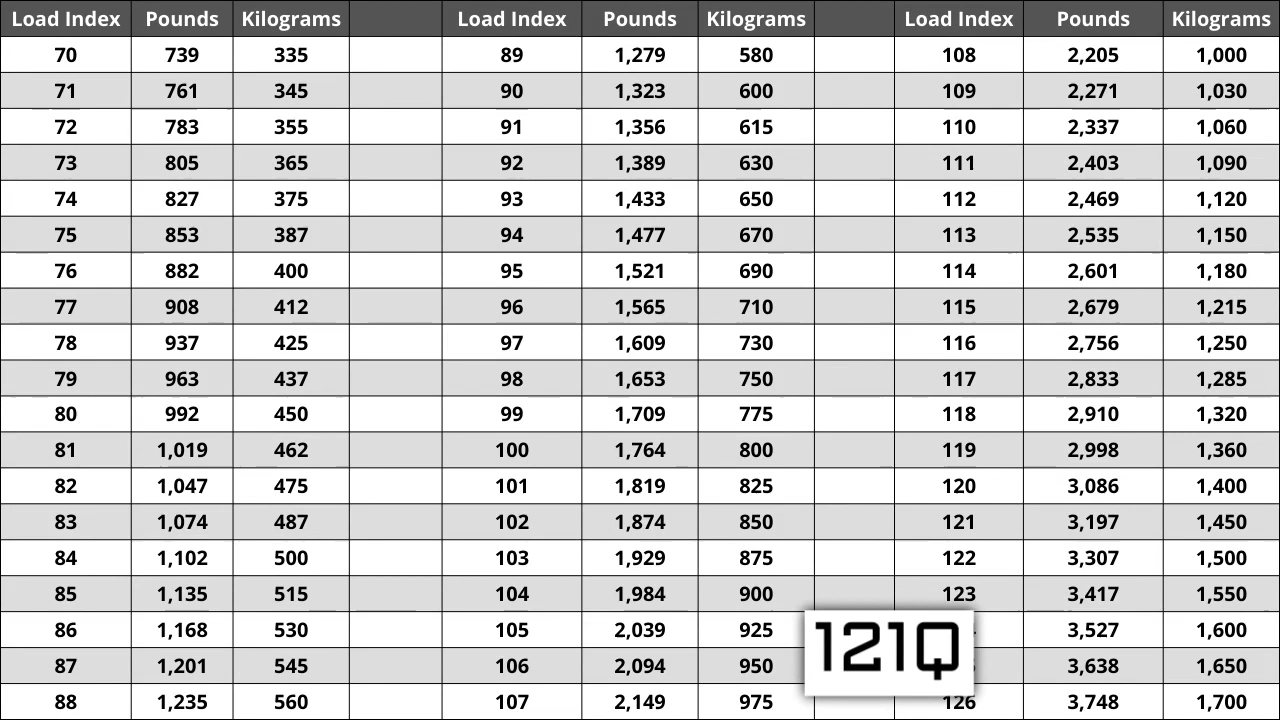 Load Index Pounds Kilograms Load Index Pounds Kilograms Load Index Pounds Kilograms
70 739 335 89 1,279 580 108 2,205 1,000
71 761 345 90 1,323 600 109 2,271 1,030
72 783 355 91 1,356 615 110 2,337 1,060
73 805 365 92 1,389 630 111 2,403 1,090
74 827 375 93 1,433 650 112 2,469 1,120
75 853 387 94 1,477 670 113 2,535 1,150
76 882 400 95 1,521 690 114 2,601 1,180
77 908 412 96 1,565 710 115 2,679 1,215
78 937 425 97 1,609 730 116 2,756 1,250
79 963 437 98 1,653 750 117 2,833 1,285
80 992 450 99 1,709 775 118 2,910 1,320
81 1,019 462 100 1,764 800 119 2,998 1,360
82 1,047 475 101 1,819 825 120 3,086 1,400
83 1,074 487 102 1,874 850 121 3,197 1,450
84 1,102 500 103 1,929 875 122 3,307 1,500
85 1,135 515 104 1,984 900 123 3,417 1,550
86 1,168 530 105 2,039 925 3,527 1,600
87 1,201 545 106 2,094 950 3,638 1,650
88 1,235 560 107 2,149 975 126 3,748 1,700
121Q